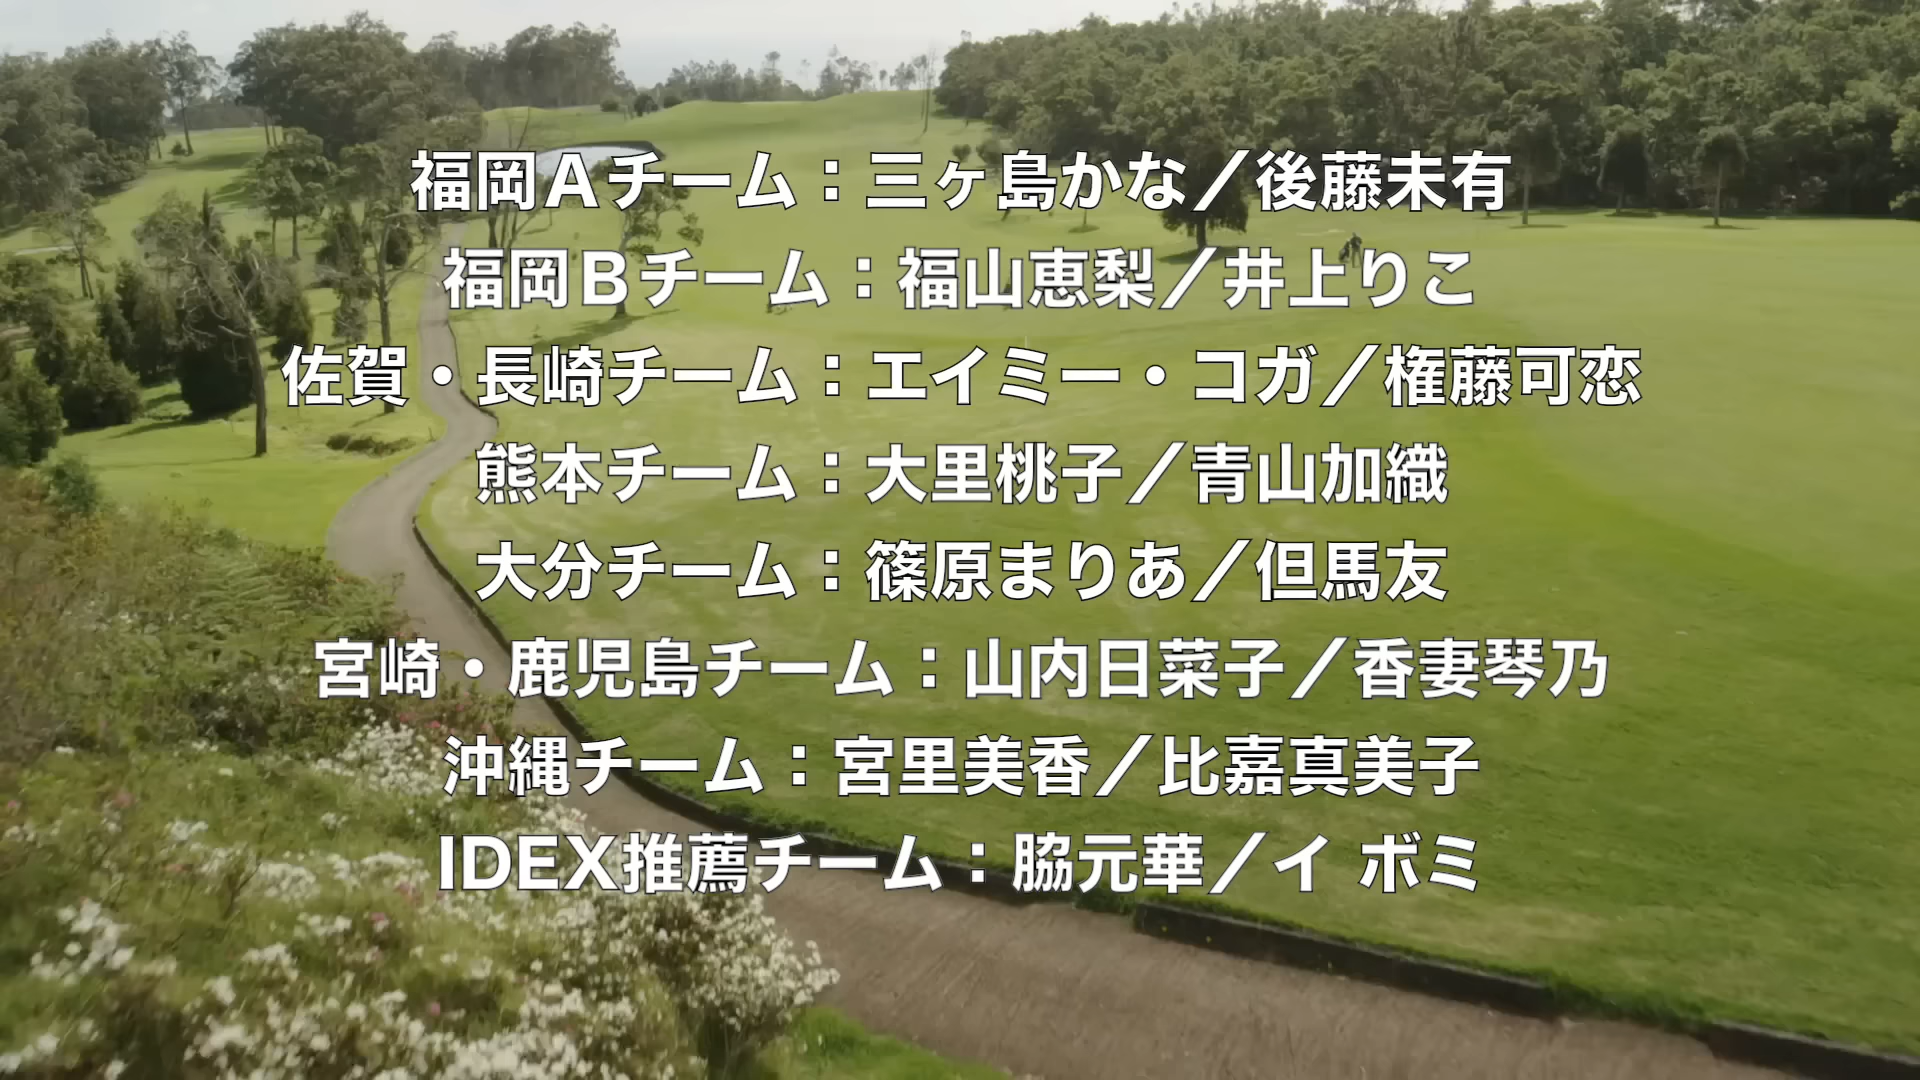 福岡Aチーム：三ヶ島かな／後藤未有
福岡Bチーム：福山恵梨／井上りこ
佐賀・長崎チーム：エイミー・コガ／権藤可恋
熊本チーム：大里桃子／青山加織
大分チーム：篠原まりあ／但馬友
宮崎・鹿児島チーム：山内日菜子／香妻琴乃
沖縄チーム：宮里美香／比嘉真美子
IDEX推薦チーム：脇元華／イ ボミ